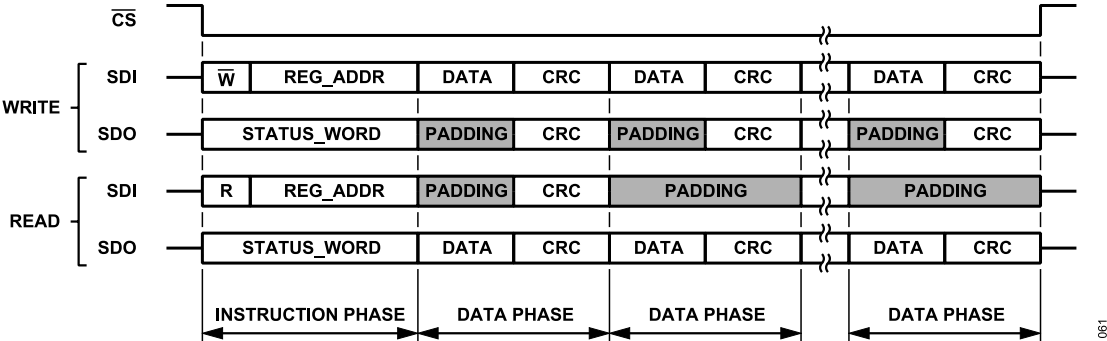 CS
WRITE
SDI W REG_ADDR DATA CRC DATA CRC DATA CRC
SDO STATUS_WORD PADDING CRC PADDING CRC PADDING CRC
READ
SDI R REG_ADDR PADDING CRC PADDING PADDING
SDO STATUS_WORD DATA CRC DATA CRC DATA CRC
INSTRUCTION PHASE DATA PHASE DATA PHASE DATA PHASE
061